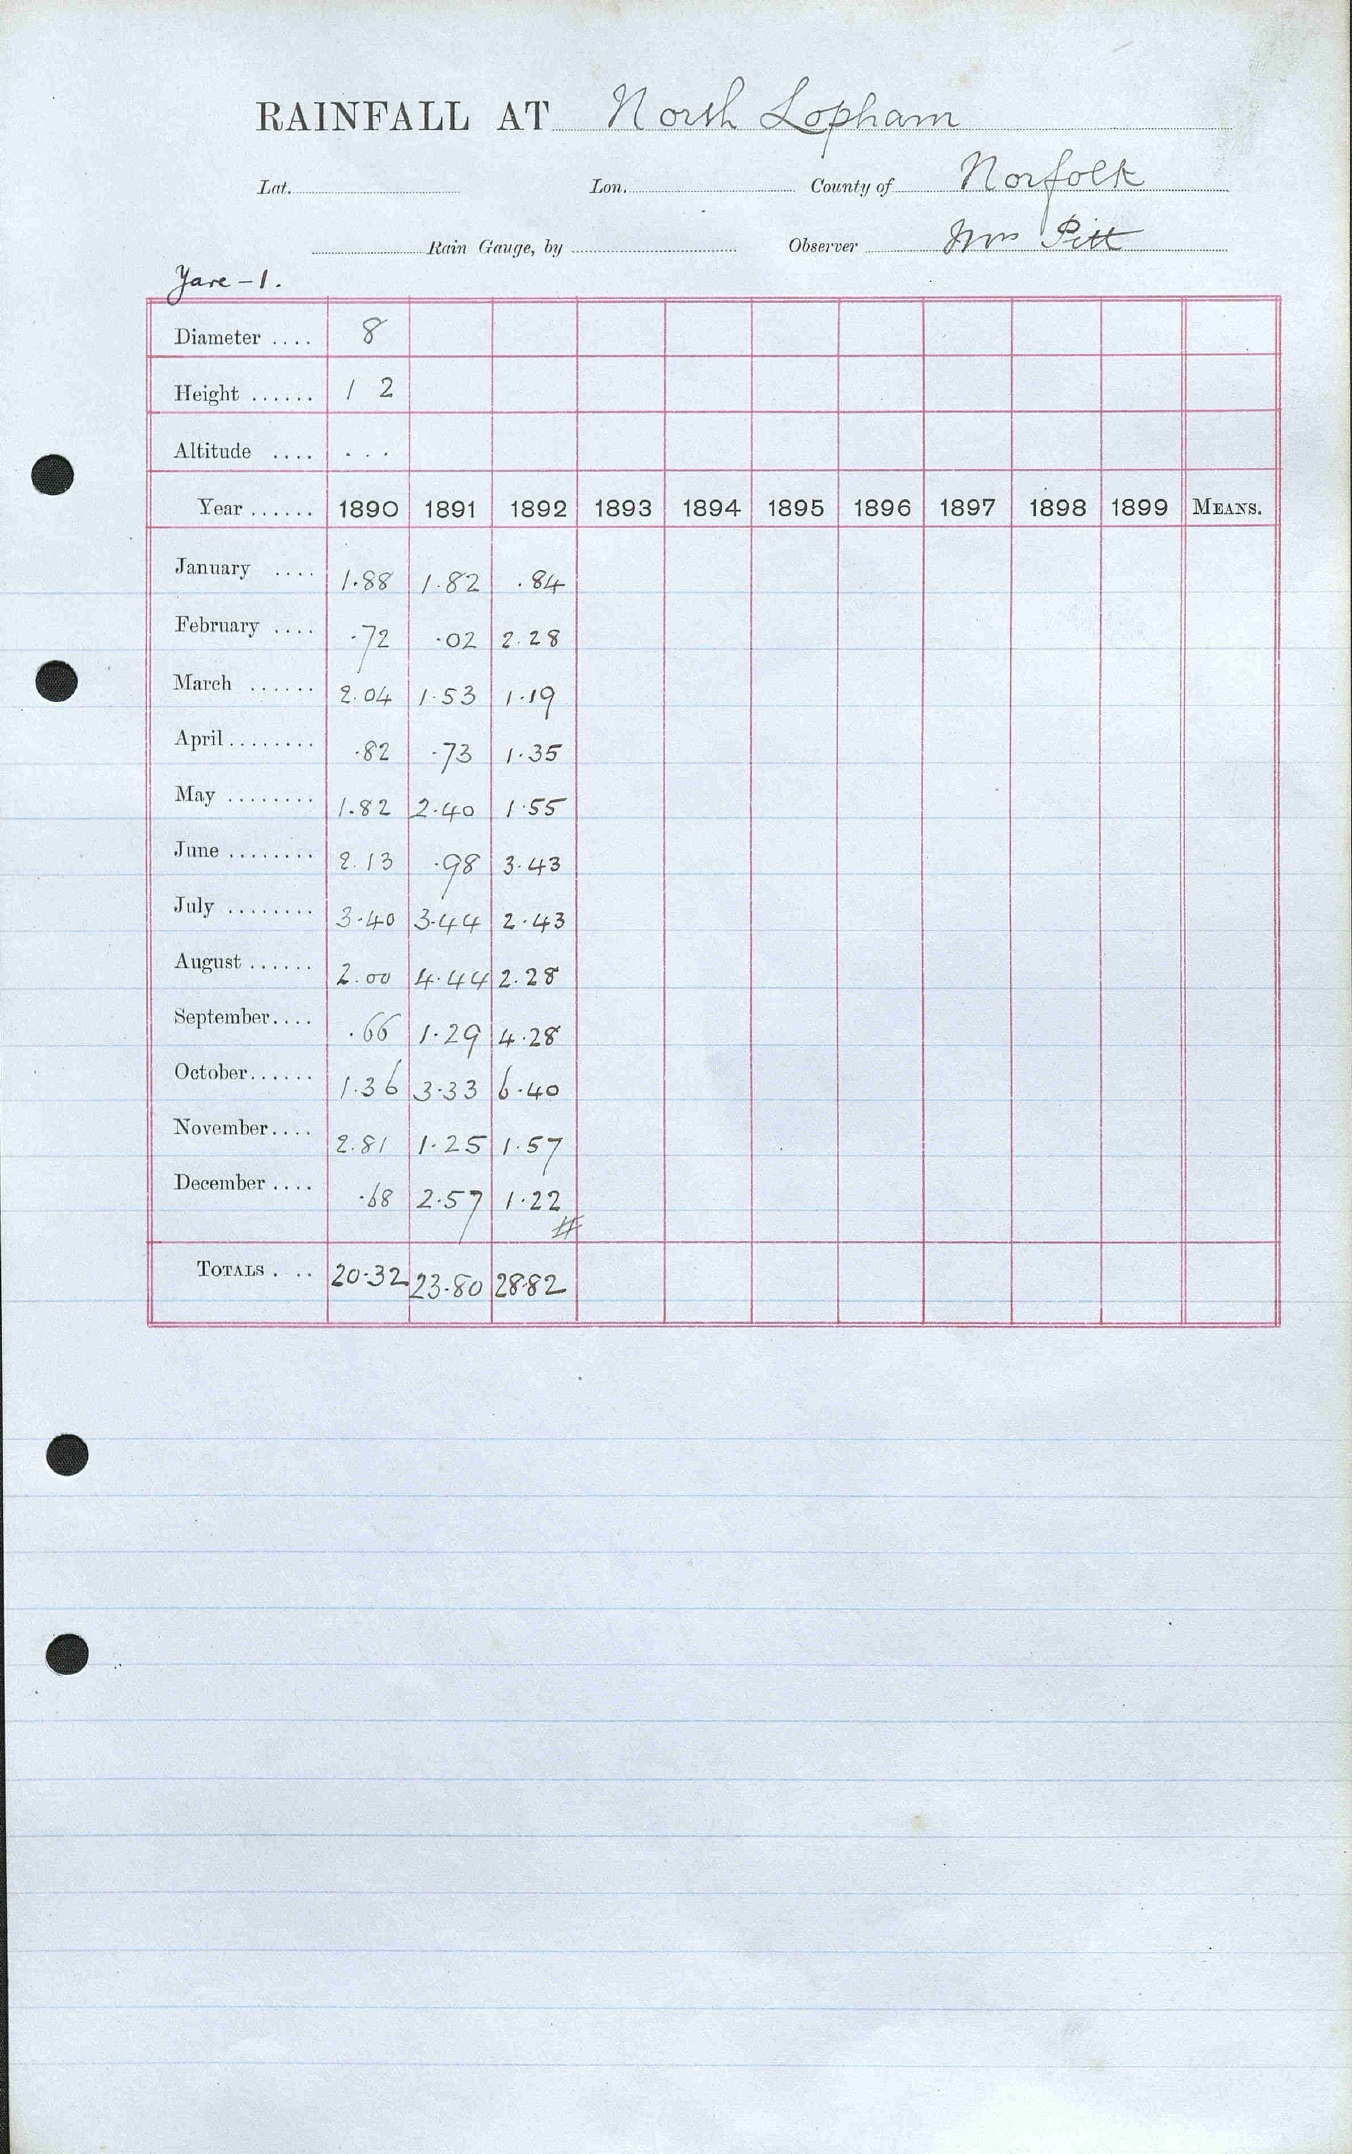 RAINFALL AT North Lopham
Lat. Lon. County of Norfolk
Rain Gauge, by Observer Mrs Pitt
Yare - 1.
Diameter .... 8
Height ...... 1 2
Altitude .... . . .
Year ...... 1890 1891 1892 1893 1894 1895 1896 1897 1898 1899 MEANS.
January .... 1.88 1.82 .84
February .... .72 .02 2.28
March ...... 2.04 1.53 1.19
April ........ .82 .73 1.35
May ........ 1.82 2.40 1.55
June ........ 2.13 .98 3.43
July ........ 3.40 3.44 2.43
August ...... 2.00 4.44 2.28
September.... .66 1.29 4.28
October...... 1.36 3.33 6.40
November.... 2.81 1.25 1.57
December .... .68 2.57 1.22
#
TOTALS . .. 20.32 23.80 28.82